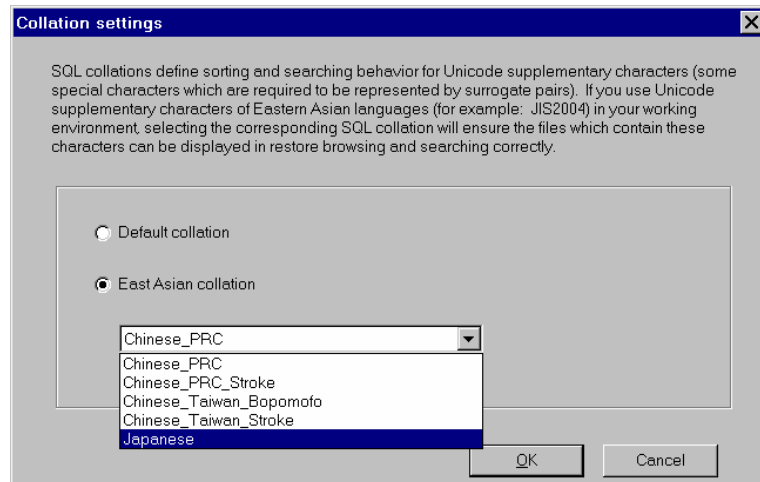 Collation settings
SQL collations define sorting and searching behavior for Unicode supplementary characters (some
special characters which are required to be represented by surrogate pairs). If you use Unicode
supplementary characters of Eastern Asian languages (for example: JIS2004) in your working
environment, selecting the corresponding SQL collation will ensure the files which contain these
characters can be displayed in restore browsing and searching correctly.
Default collation
East Asian collation
Chinese_PRC
Chinese_PRC
Chinese_PRC_Stroke
Chinese_Taiwan_Bopomofo
Chinese_Taiwan_Stroke
Japanese
OK Cancel